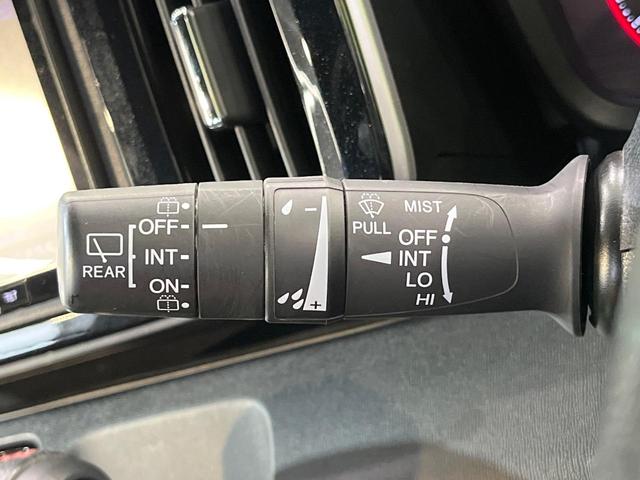 REAR
OFF
INT
ON
- 
+
PULL
MIST
OFF
INT
LO
HI